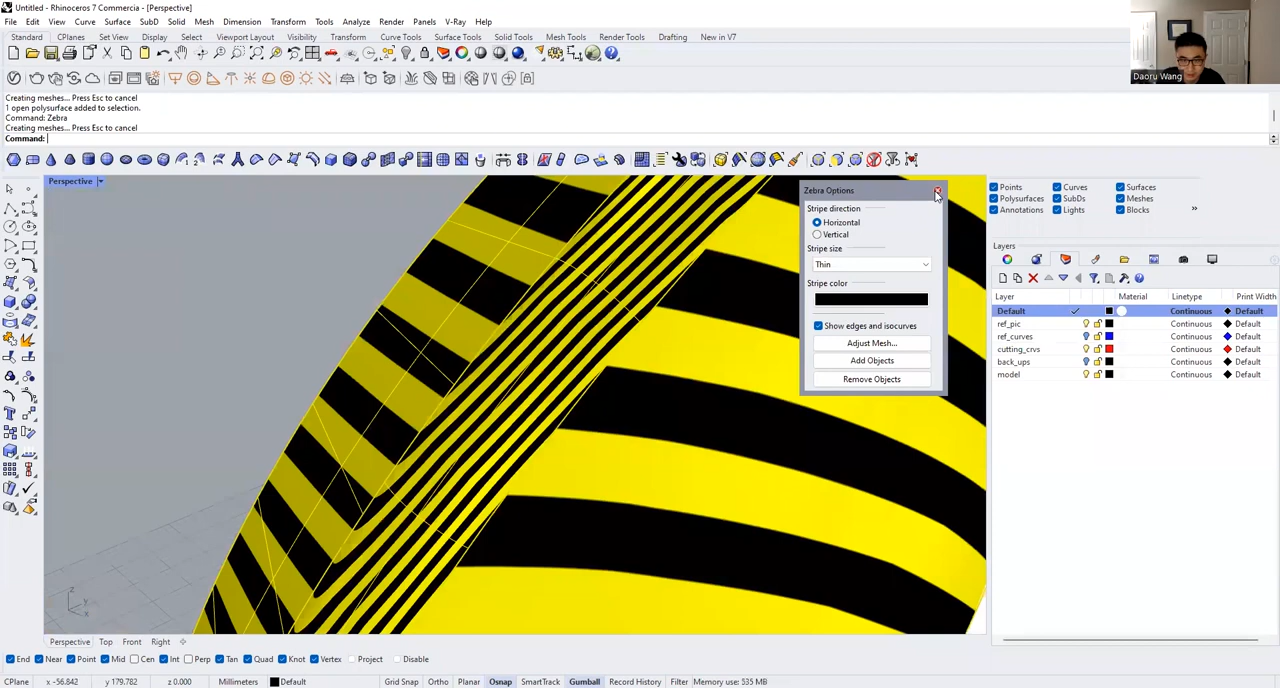 Untitled - Rhinoceros 7 Commercia - [Perspective]
File Edit View Curve Surface SubD Solid Mesh Dimension Transform Tools Analyze Render Panels V-Ray Help
Standard CPlanes Set View Display Select Viewport Layout Visibility Transform Curve Tools Surface Tools Solid Tools Mesh Tools Render Tools Drafting New in V7
Daoru Wang
Creating meshes... Press Esc to cancel
1 open polysurface added to selection.
Command: Zebra
Creating meshes... Press Esc to cancel
Command:
Perspective
Zebra Options
Stripe direction
Horizontal
Vertical
Stripe size
Thin
Stripe color
Show edges and isocurves
Adjust Mesh...
Add Objects
Remove Objects
Points Curves Surfaces
Polysurfaces SubDs Meshes
Annotations Lights Blocks
Layers
Layer Material Linetype Print Width
Default Continuous Default
ref_pic Continuous Default
ref_curves Continuous Default
cutting_crvs Continuous Default
back_ups Continuous Default
model Continuous Default
z
y
x
Perspective Top Front Right
End Near Point Mid Cen Int Perp Tan Quad Knot Vertex Project Disable
CPlane x -56.842 y 179.782 z 0.000 Millimeters Default Grid Snap Ortho Planar Osnap SmartTrack Gumball Record History Filter Memory use: 535 MB